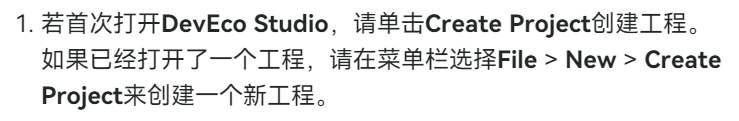 1. 若首次打开DevEco Studio，请单击Create Project创建工程。
如果已经打开了一个工程，请在菜单栏选择File > New > Create
Project来创建一个新工程。